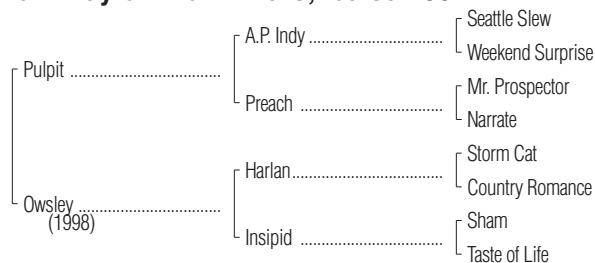 Seattle Slew
A.P. Indy
Weekend Surprise
Pulpit
Mr. Prospector
Preach
Narrate
Storm Cat
Harlan
Country Romance
Owsley
(1998)
Sham
Insipid
Taste of Life